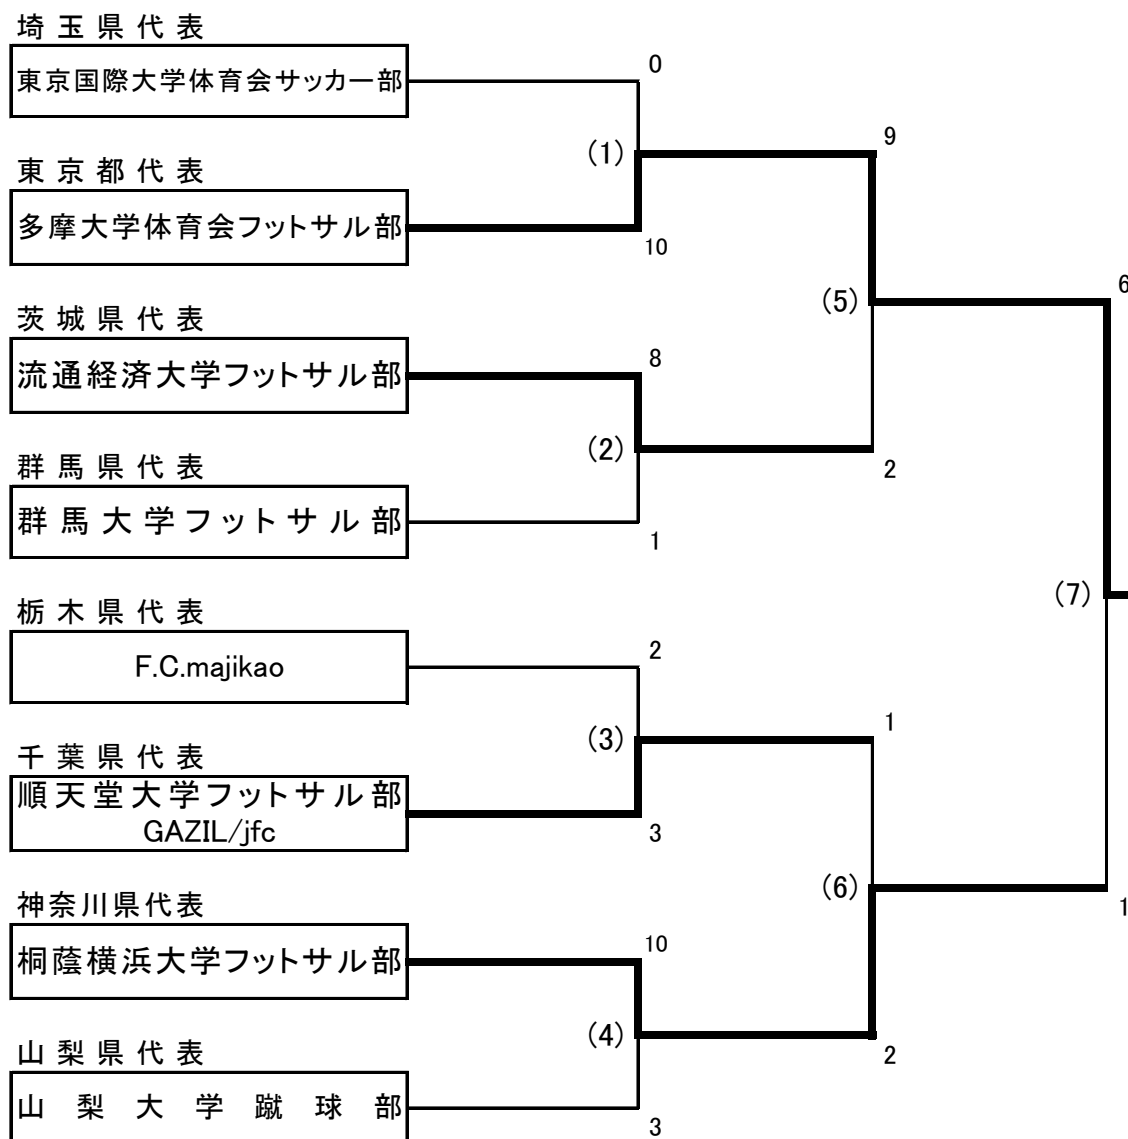 埼玉県代表
東京国際大学体育会サッカー部
0
(1)
9
東京都代表
多摩大学体育会フットサル部
10
(5)
6
茨城県代表
流通経済大学フットサル部
8
(2)
2
群馬県代表
群馬大学フットサル部
1
(7)
栃木県代表
F.C.majikao
2
(3)
1
千葉県代表
順天堂大学フットサル部
GAZIL/jfc
3
(6)
1
神奈川県代表
桐蔭横浜大学フットサル部
10
(4)
2
山梨県代表
山梨大学蹴球部
3